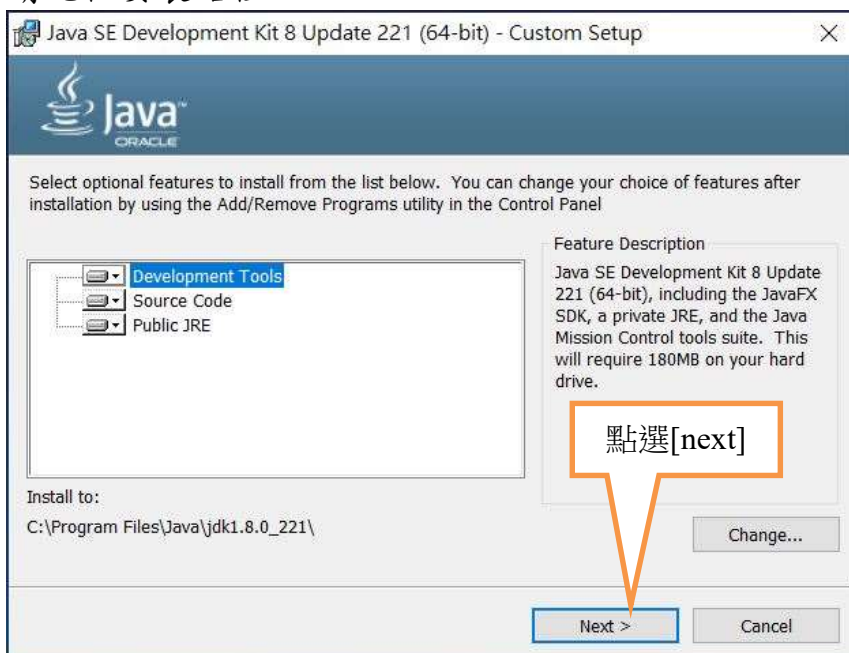 Java SE Development Kit 8 Update 221 (64-bit) - Custom Setup
Java™
ORACLE
Select optional features to install from the list below. You can change your choice of features after
installation by using the Add/Remove Programs utility in the Control Panel
Development Tools
Source Code
Public JRE
Feature Description
Java SE Development Kit 8 Update
221 (64-bit), including the JavaFX
SDK, a private JRE, and the Java
Mission Control tools suite. This
will require 180MB on your hard
drive.
點選[next]
Install to:
C:\Program Files\Java\jdk1.8.0_221\
Change...
Next >
Cancel